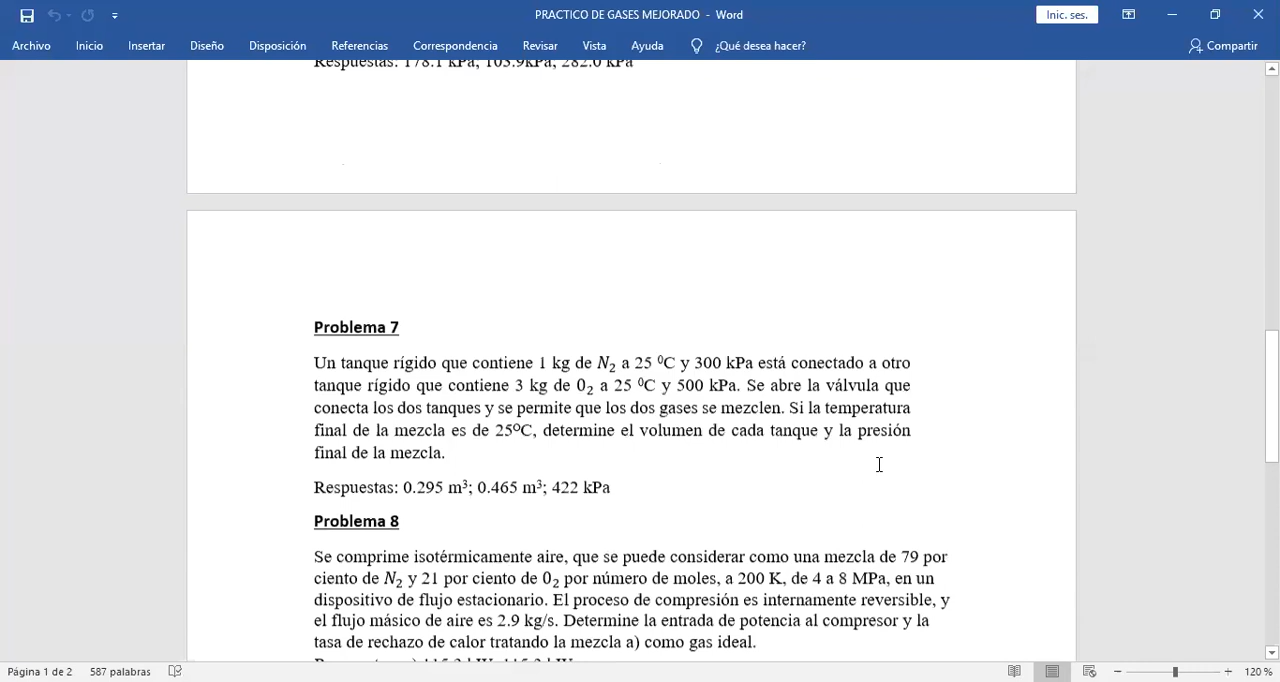 PRACTICO DE GASES MEJORADO - Word
Inic. ses.
Archivo Inicio Insertar Diseño Disposición Referencias Correspondencia Revisar Vista Ayuda ¿Qué desea hacer? Compartir
Respuestas: 178.1 kPa, 103.9kPa, 282.0 kPa
Problema 7
Un tanque rígido que contiene 1 kg de N₂ a 25 ⁰C y 300 kPa está conectado a otro
tanque rígido que contiene 3 kg de 0₂ a 25 ⁰C y 500 kPa. Se abre la válvula que
conecta los dos tanques y se permite que los dos gases se mezclen. Si la temperatura
final de la mezcla es de 25ºC, determine el volumen de cada tanque y la presión
final de la mezcla.
Respuestas: 0.295 m³; 0.465 m³; 422 kPa
Problema 8
Se comprime isotérmicamente aire, que se puede considerar como una mezcla de 79 por
ciento de N₂ y 21 por ciento de 0₂ por número de moles, a 200 K, de 4 a 8 MPa, en un
dispositivo de flujo estacionario. El proceso de compresión es internamente reversible, y
el flujo másico de aire es 2.9 kg/s. Determine la entrada de potencia al compresor y la
tasa de rechazo de calor tratando la mezcla a) como gas ideal.
Página 1 de 2 587 palabras 120 %